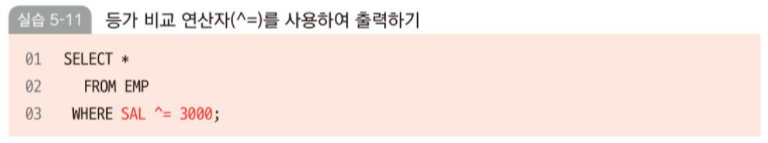 실습 5-11 등가 비교 연산자(^=)를 사용하여 출력하기
01 SELECT *
02 FROM EMP
03 WHERE SAL ^= 3000;